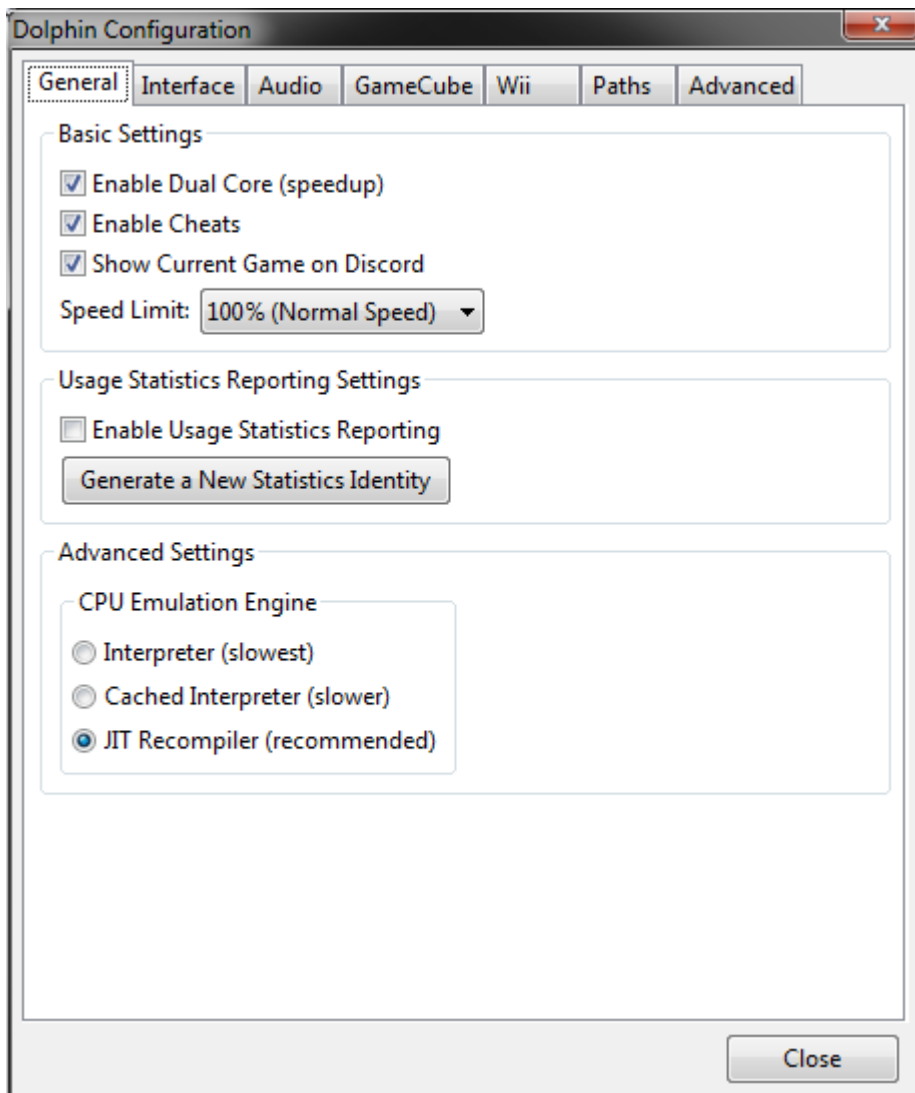 Dolphin Configuration
General Interface Audio GameCube Wii Paths Advanced
Basic Settings
Enable Dual Core (speedup)
Enable Cheats
Show Current Game on Discord
Speed Limit: 100% (Normal Speed)
Usage Statistics Reporting Settings
Enable Usage Statistics Reporting
Generate a New Statistics Identity
Advanced Settings
CPU Emulation Engine
Interpreter (slowest)
Cached Interpreter (slower)
JIT Recompiler (recommended)
Close